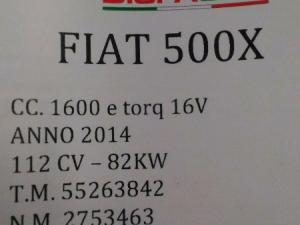 FIAT 500X
CC. 1600 e torq 16V
ANNO 2014
112 CV – 82KW
T.M. 55263842
N.M. 2753463